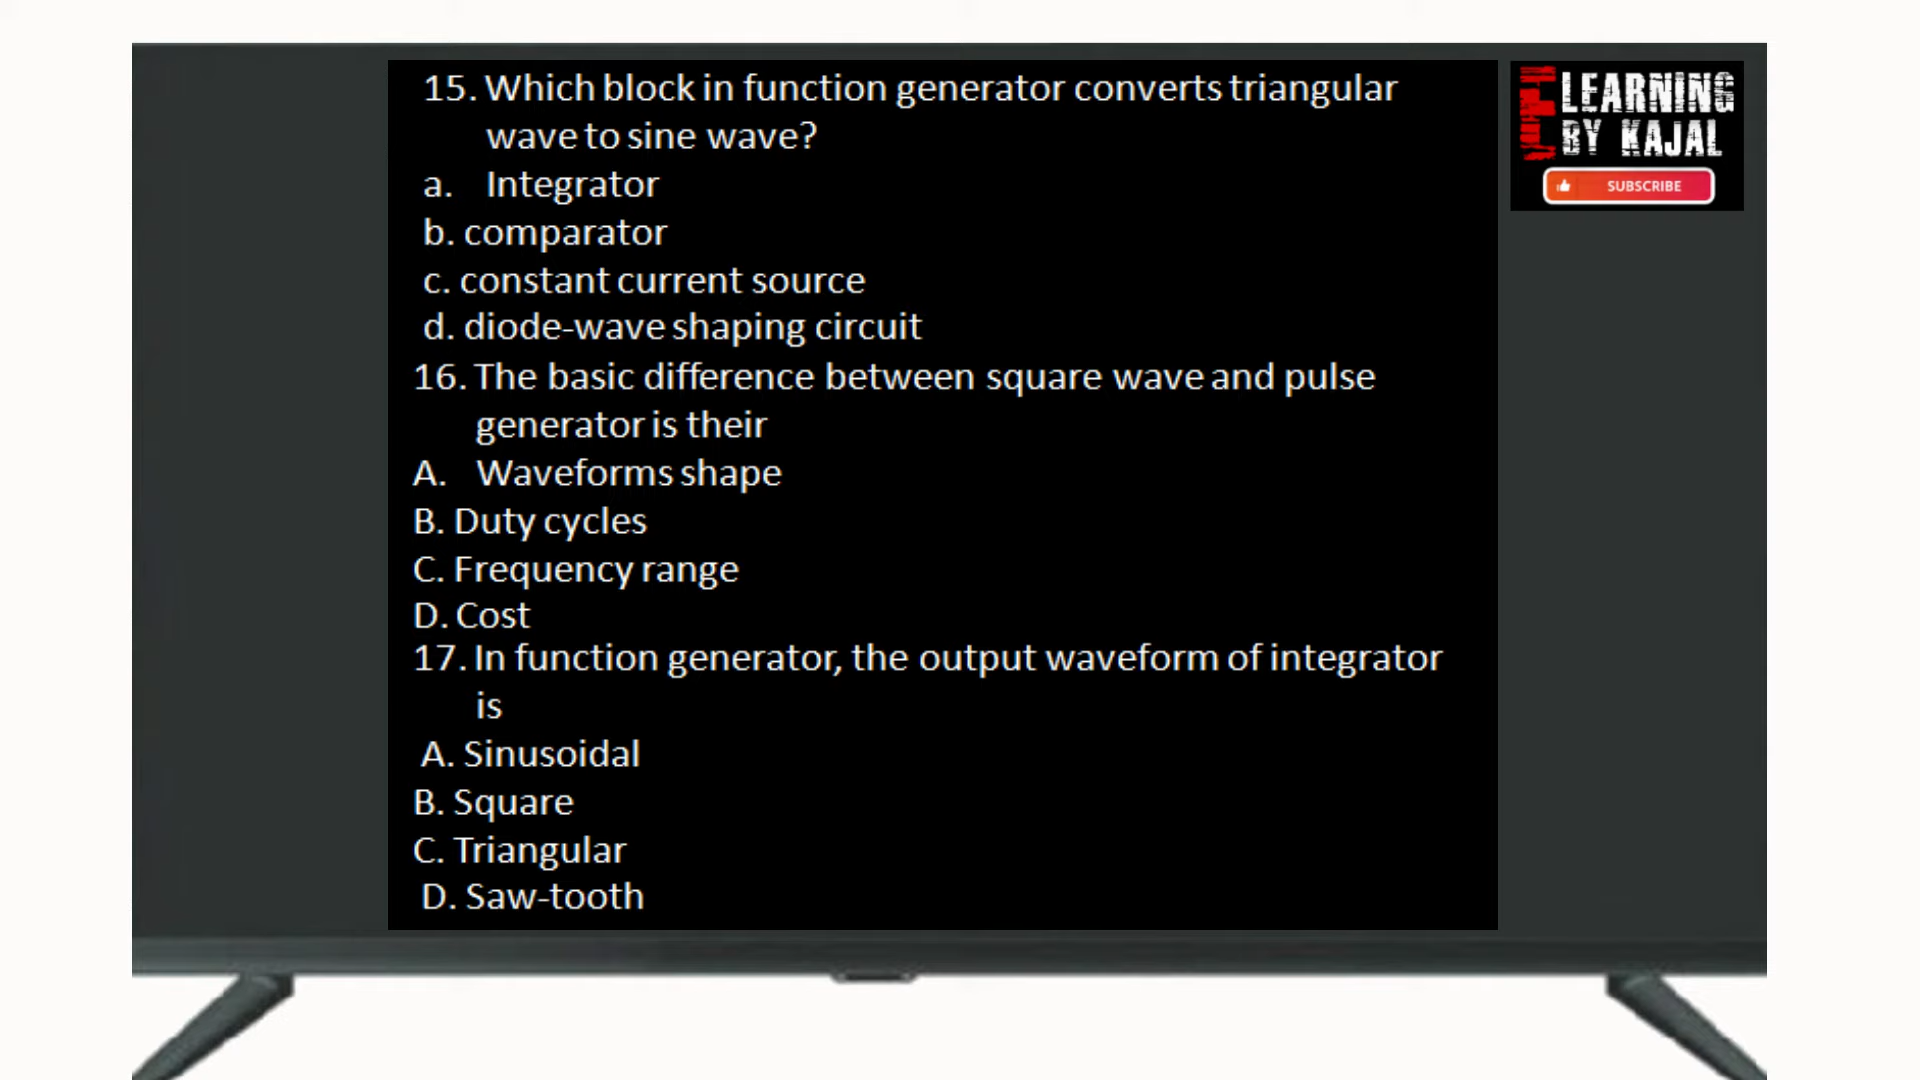 15. Which block in function generator converts triangular
wave to sine wave?
a. Integrator
b. comparator
c. constant current source
d. diode-wave shaping circuit
16. The basic difference between square wave and pulse
generator is their
A. Waveforms shape
B. Duty cycles
C. Frequency range
D. Cost
17. In function generator, the output waveform of integrator
is
A. Sinusoidal
B. Square
C. Triangular
D. Saw-tooth
LEARNING
BY KAJAL
SUBSCRIBE